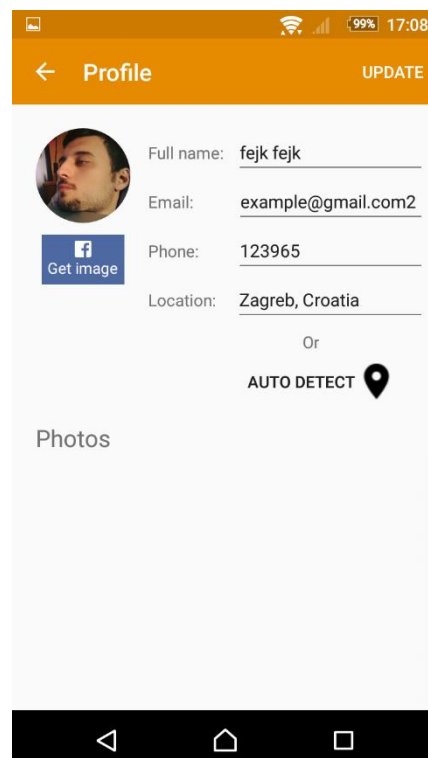 99% 17:08
Profile UPDATE
Full name: fejk fejk
Email: example@gmail.com2
Get image
Phone: 123965
Location: Zagreb, Croatia
Or
AUTO DETECT
Photos